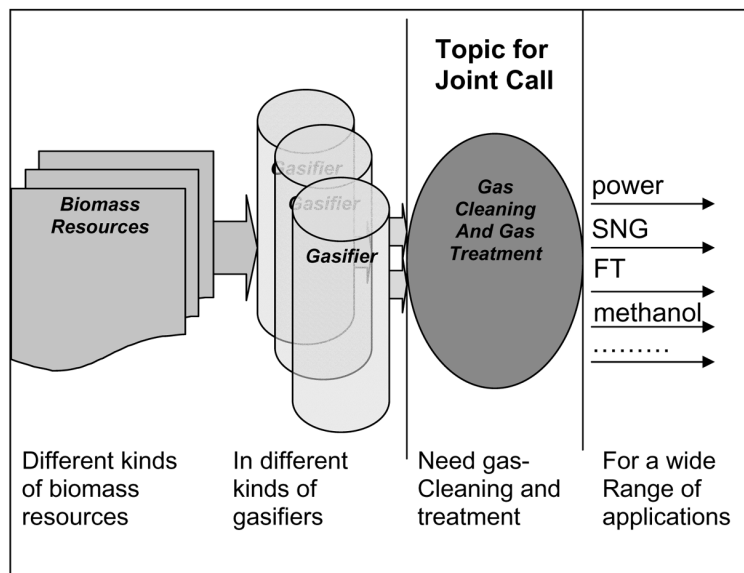 Topic for
Joint Call
Biomass
Resources
Gasifier
Gasifier
Gasifier
Gas
Cleaning
And Gas
Treatment
power
SNG
FT
methanol
.........
Different kinds
of biomass
resources
In different
kinds of
gasifiers
Need gas-
Cleaning and
treatment
For a wide
Range of
applications